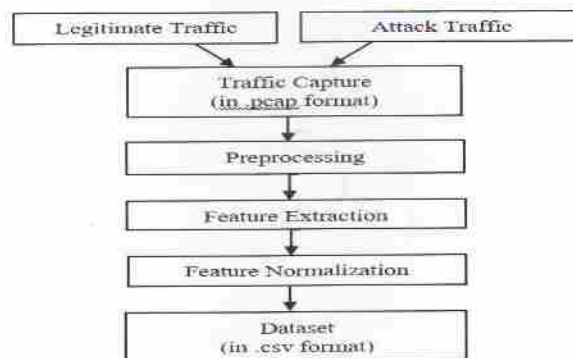 Legitimate Traffic
Attack Traffic
Traffic Capture
(in .pcap format)
Preprocessing
Feature Extraction
Feature Normalization
Dataset
(in .csv format)